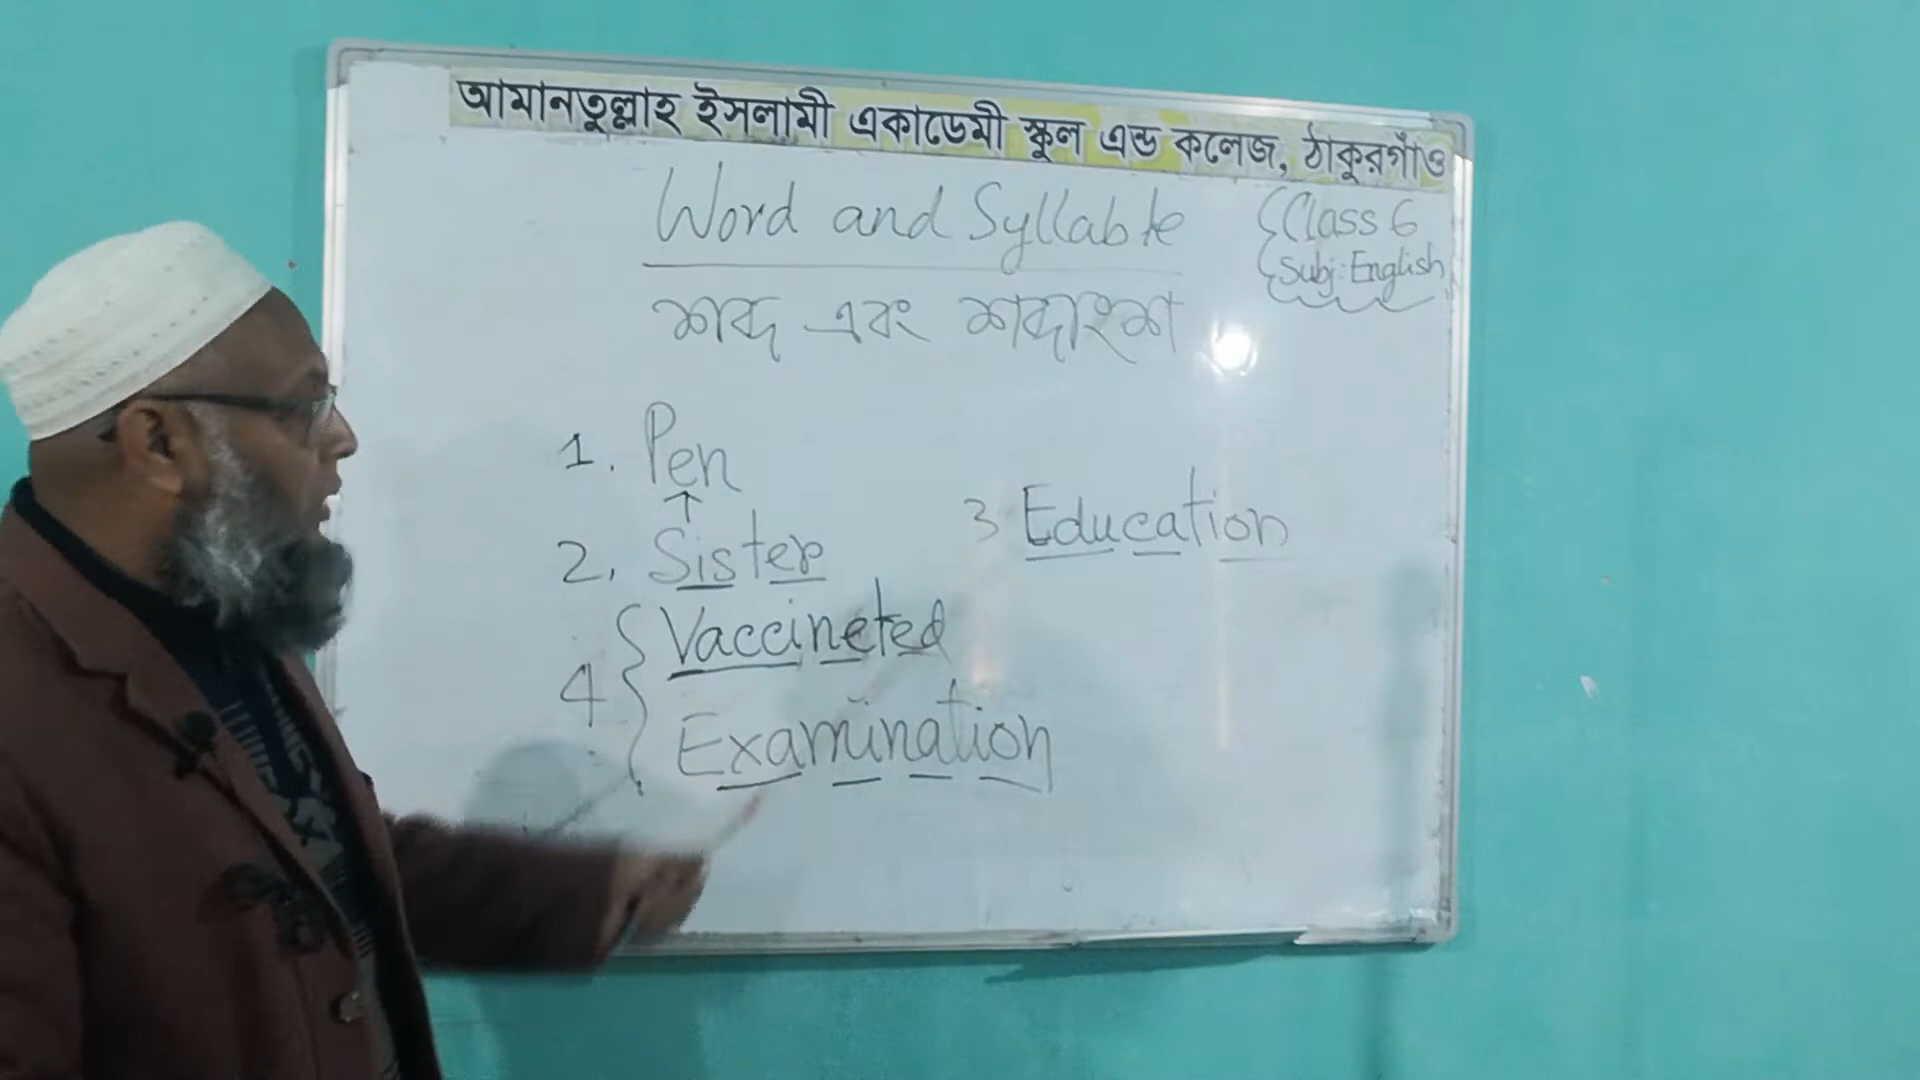 আমানতুল্লাহ ইসলামী একাডেমী স্কুল এন্ড কলেজ, ঠাকুরগাঁও
Word and Syllable
{Class 6
{Subj: English
শব্দ এবং শব্দাংশ
1. Pen
↑
2. Sister
3 Education
4 { Vaccineted
Examination